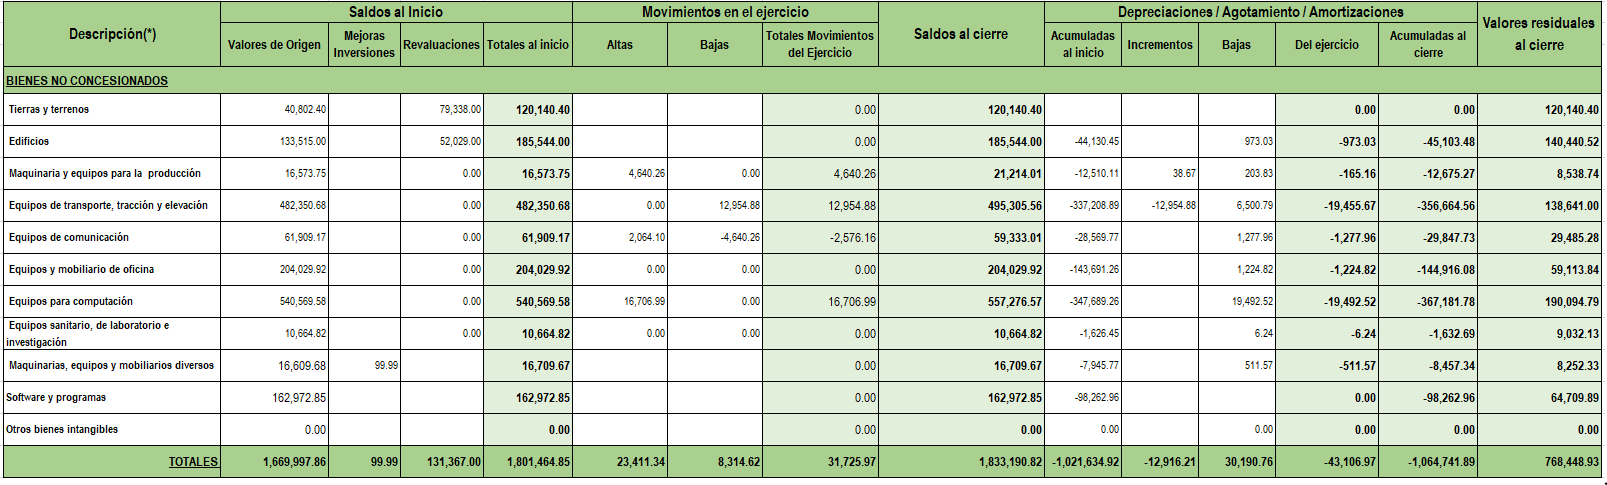 Descripción(*) Saldos al Inicio Movimientos en el ejercicio Saldos al cierre Depreciaciones / Agotamiento / Amortizaciones Valores residuales al cierre
Valores de Origen Mejoras Inversiones Revaluaciones Totales al inicio Altas Bajas Totales Movimientos del Ejercicio Acumuladas al inicio Incrementos Bajas Del ejercicio Acumuladas al cierre
BIENES NO CONCESIONADOS
Tierras y terrenos 40,802.40 79,338.00 120,140.40 0.00 120,140.40 0.00 0.00 120,140.40
Edificios 133,515.00 52,029.00 185,544.00 0.00 185,544.00 -44,130.45 973.03 -973.03 -45,103.48 140,440.52
Maquinaria y equipos para la producción 16,573.75 0.00 16,573.75 4,640.26 0.00 4,640.26 21,214.01 -12,510.11 38.67 203.83 -165.16 -12,675.27 8,538.74
Equipos de transporte, tracción y elevación 482,350.68 0.00 482,350.68 0.00 12,954.88 12,954.88 495,305.56 -337,208.89 -12,954.88 6,500.79 -19,455.67 -356,664.56 138,641.00
Equipos de comunicación 61,909.17 0.00 61,909.17 2,064.10 -4,640.26 -2,576.16 59,333.01 -28,569.77 1,277.96 -1,277.96 -29,847.73 29,485.28
Equipos y mobiliario de oficina 204,029.92 0.00 204,029.92 0.00 0.00 0.00 204,029.92 -143,691.26 1,224.82 -1,224.82 -144,916.08 59,113.84
Equipos para computación 540,569.58 0.00 540,569.58 16,706.99 0.00 16,706.99 557,276.57 -347,689.26 19,492.52 -19,492.52 -367,181.78 190,094.79
Equipos sanitario, de laboratorio e
investigación 10,664.82 0.00 10,664.82 0.00 0.00 0.00 10,664.82 -1,626.45 6.24 -6.24 -1,632.69 9,032.13
Maquinarias, equipos y mobiliarios diversos 16,609.68 99.99 16,709.67 0.00 16,709.67 -7,945.77 511.57 -511.57 -8,457.34 8,252.33
Software y programas 162,972.85 162,972.85 0.00 162,972.85 -98,262.96 0.00 -98,262.96 64,709.89
Otros bienes intangibles 0.00 0.00 0.00 0.00 0.00 0.00 0.00 0.00 0.00
TOTALES 1,669,997.86 99.99 131,367.00 1,801,464.85 23,411.34 8,314.62 31,725.97 1,833,190.82 -1,021,634.92 -12,916.21 30,190.76 -43,106.97 -1,064,741.89 768,448.93